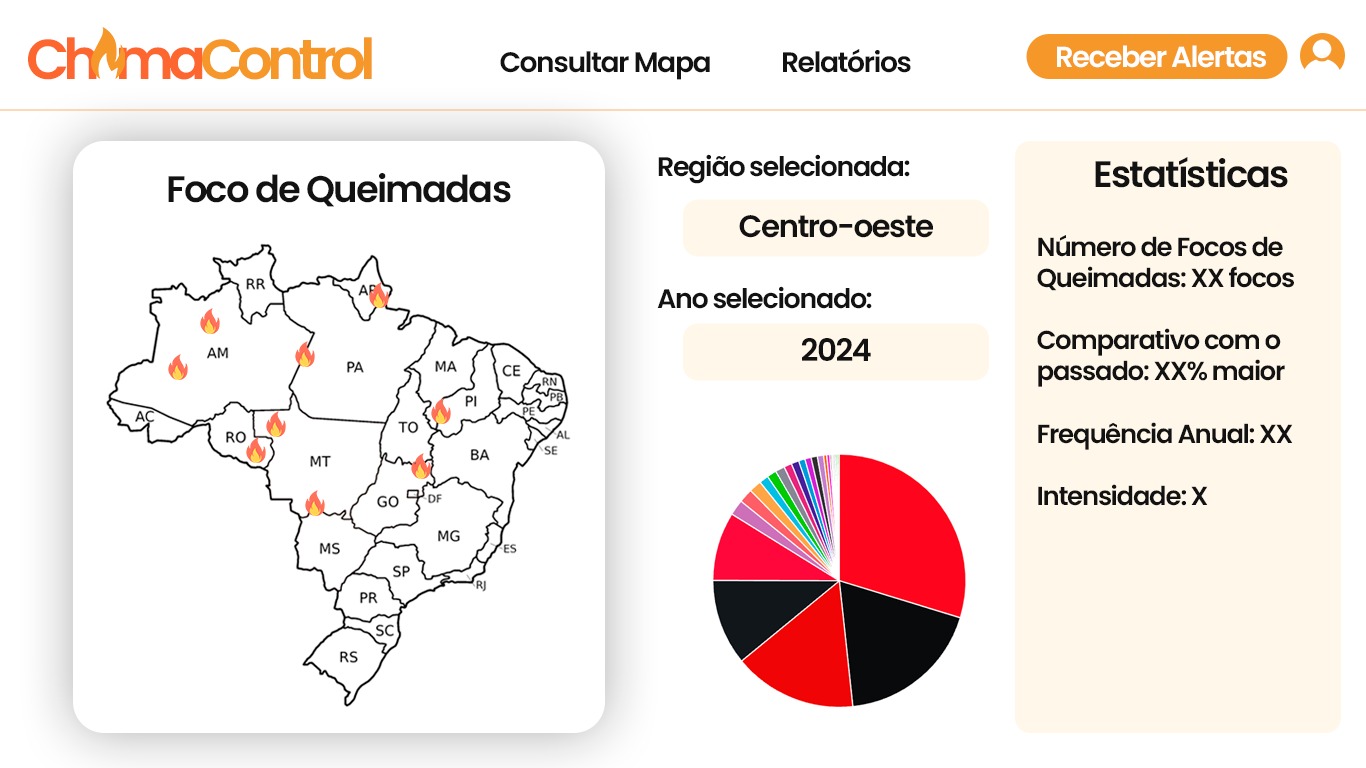 ChamaControl
Consultar Mapa
Relatórios
Receber Alertas
Foco de Queimadas
RR
AP
AM
PA
MA
CE
RN
PB
PI
PE
AC
AL
TO
RO
SE
BA
MT
GO
DF
MG
MS
ES
SP
RJ
PR
SC
RS
Região selecionada:
Centro-oeste
Ano selecionado:
2024
Estatísticas
Número de Focos de
Queimadas: XX focos
Comparativo com o
passado: XX% maior
Frequência Anual: XX
Intensidade: X